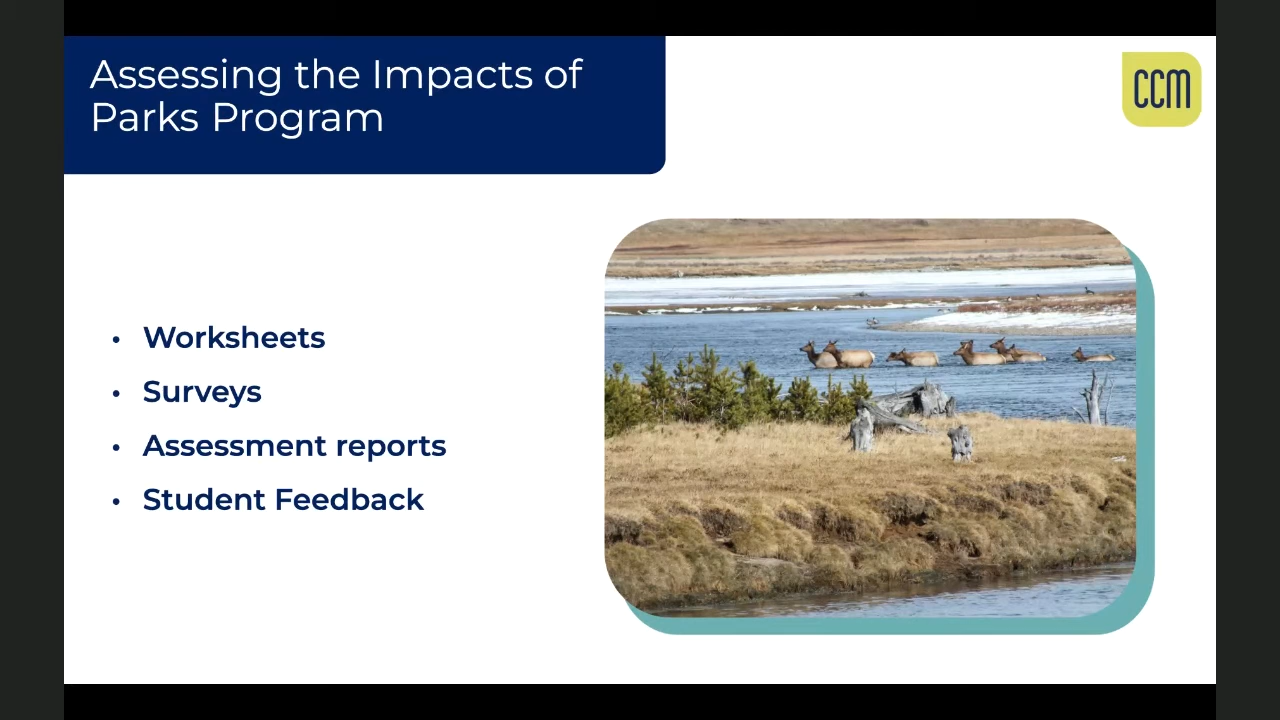 Assessing the Impacts of
Parks Program
CCM
• Worksheets
• Surveys
• Assessment reports
• Student Feedback